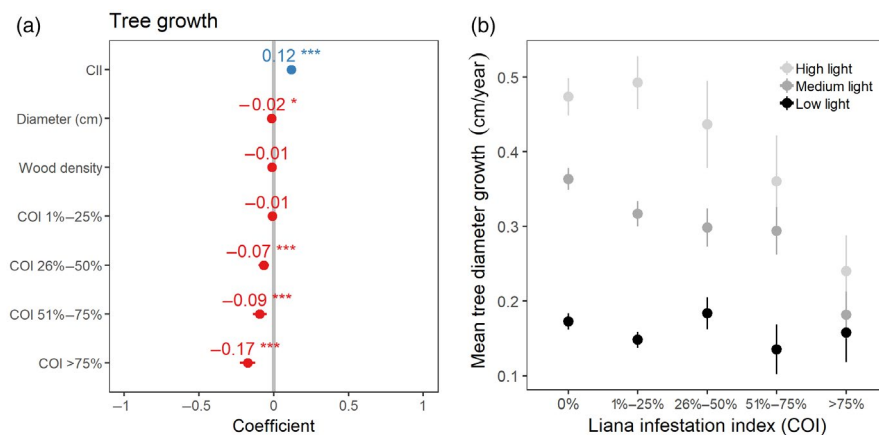 (a)
Tree growth
CII
Diameter (cm)
Wood density
COI 1%–25%
COI 26%–50%
COI 51%–75%
COI >75%
0.12 ***
−0.02 *
−0.01
−0.01
−0.07 ***
−0.09 ***
−0.17 ***
−1 −0.5 0 0.5 1
Coefficient
(b)
Mean tree diameter growth (cm/year)
0.5
0.4
0.3
0.2
0.1
High light
Medium light
Low light
0% 1%–25% 26%–50% 51%–75% >75%
Liana infestation index (COI)